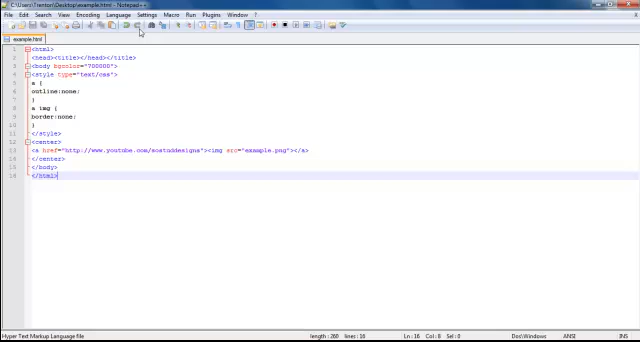 C:\Users\Trenton\Desktop\example.html - Notepad++
File Edit Search View Encoding Language Settings Macro Run Plugins Window ? X
example.html
1 <html>
2 <head><title></head></title>
3 <body bgcolor="700000">
4 <style type="text/css">
5 a {
6 outline:none;
7 }
8 a img {
9 border:none;
10 }
11 </style>
12 <center>
13 <a href="http://www.youtube.com/sostoddesigns"><img src="example.png"></a>
14 </center>
15 </body>
16 </html>
Hyper Text Markup Language file length : 260 lines : 16 Ln : 16 Col : 8 Sel : 0 Dos\Windows ANSI INS